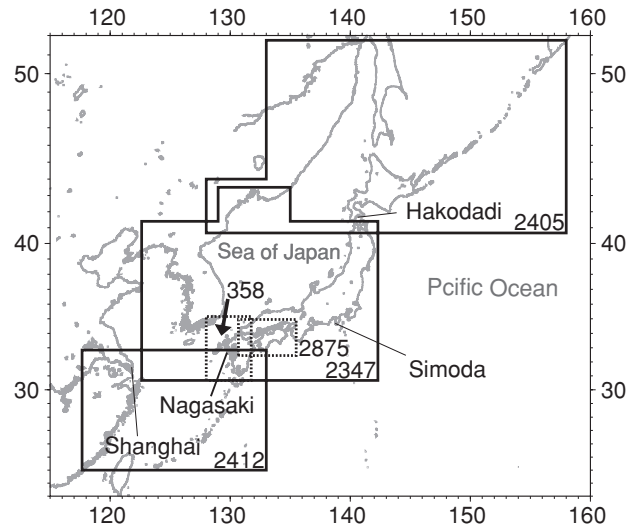 120 130 140 150 160
50 50
Hakodadi
2405
40 40
Sea of Japan
358
Pcific Ocean
2875
2347
Simoda
30 30
Nagasaki
Shanghai
2412
120 130 140 150 160